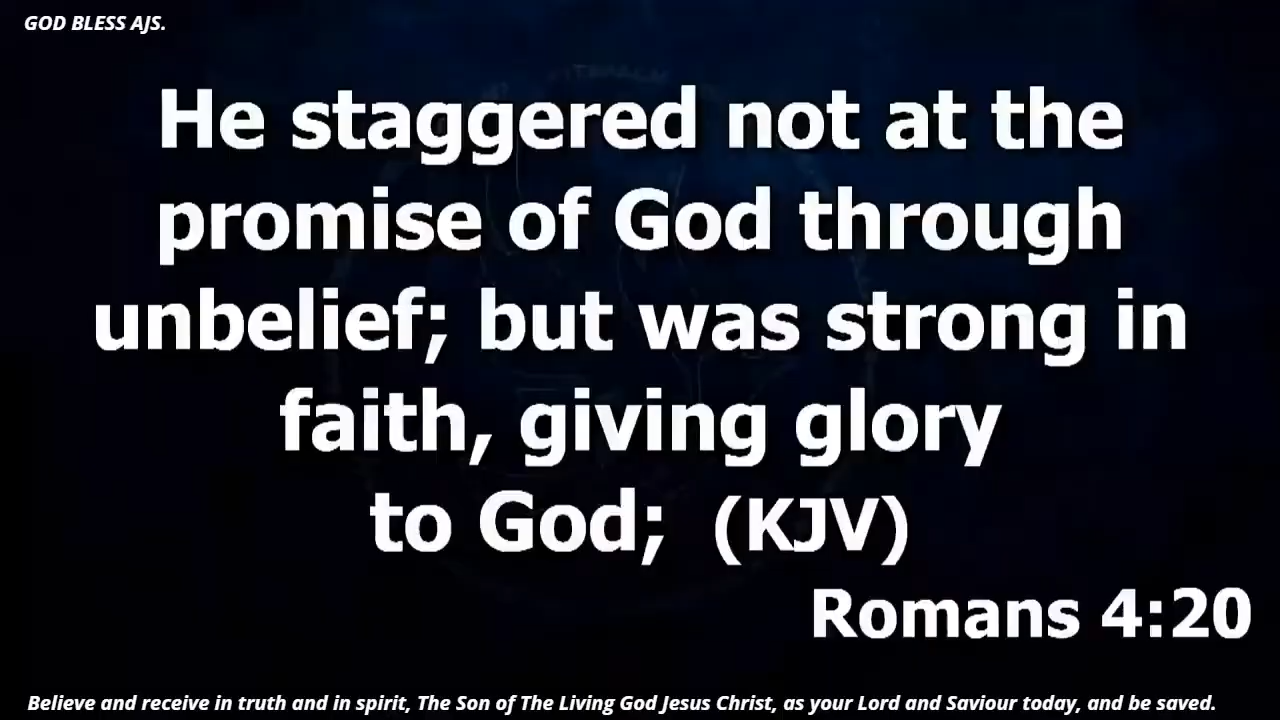 GOD BLESS AJS.
He staggered not at the
promise of God through
unbelief; but was strong in
faith, giving glory
to God; (KJV)
Romans 4:20
Believe and receive in truth and in spirit, The Son of The Living God Jesus Christ, as your Lord and Saviour today, and be saved.